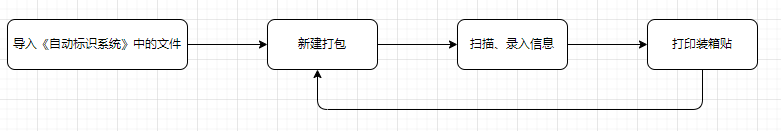 导入《自动标识系统》中的文件
新建打包
扫描、录入信息
打印装箱贴